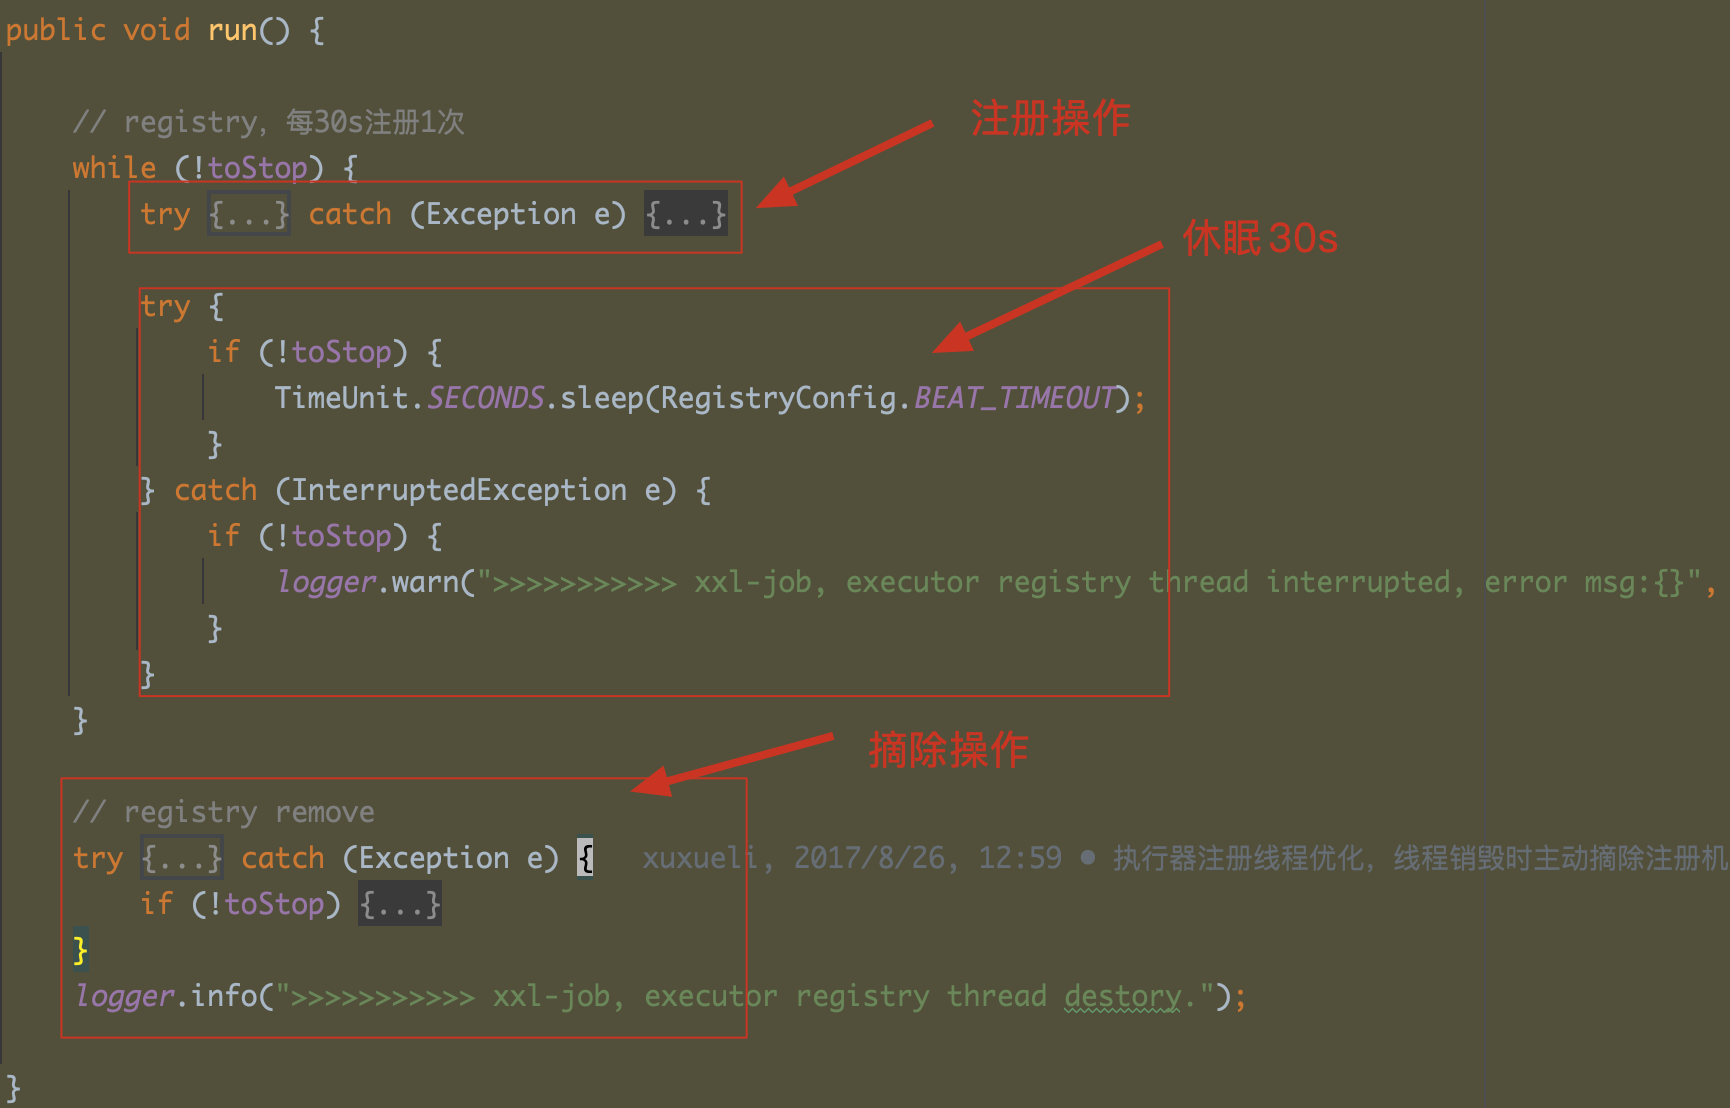 public void run() {
// registry, 每30s注册1次
注册操作
while (!toStop) {
try {...} catch (Exception e) {...}
休眠30s
try {
if (!toStop) {
TimeUnit.SECONDS.sleep(RegistryConfig.BEAT_TIMEOUT);
}
} catch (InterruptedException e) {
if (!toStop) {
logger.warn(">>>>>>>>>>> xxl-job, executor registry thread interrupted, error msg:{}",
}
}
}
摘除操作
// registry remove
try {...} catch (Exception e) { xuxueli, 2017/8/26, 12:59 • 执行器注册线程优化, 线程销毁时主动摘除注册机
if (!toStop) {...}
}
logger.info(">>>>>>>>>>> xxl-job, executor registry thread destory.");
}